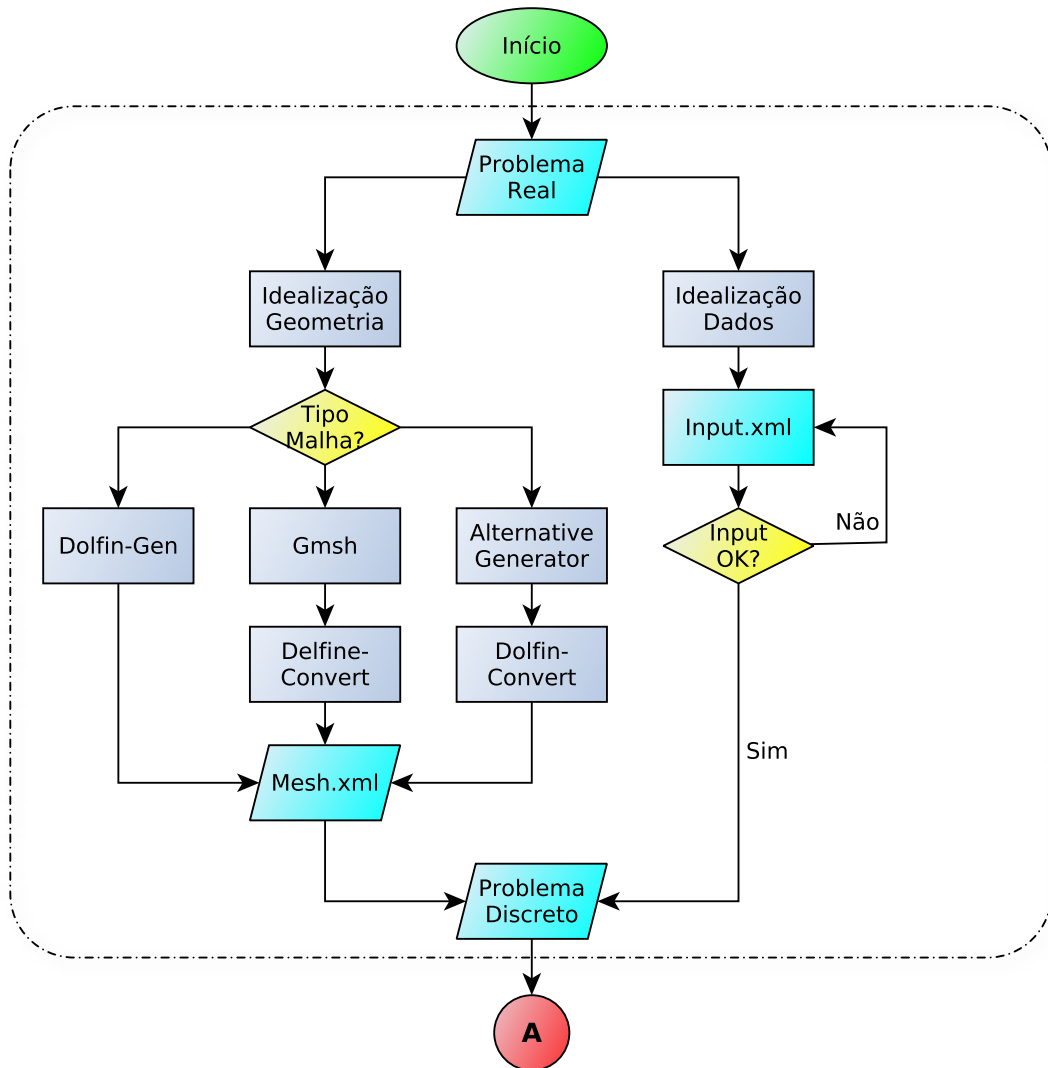 Início
Problema
Real
Idealização
Geometria
Idealização
Dados
Tipo
Malha?
Input.xml
Dolfin-Gen
Gmsh
Alternative
Generator
Input
OK?
Não
Delfine-
Convert
Dolfin-
Convert
Sim
Mesh.xml
Problema
Discreto
A